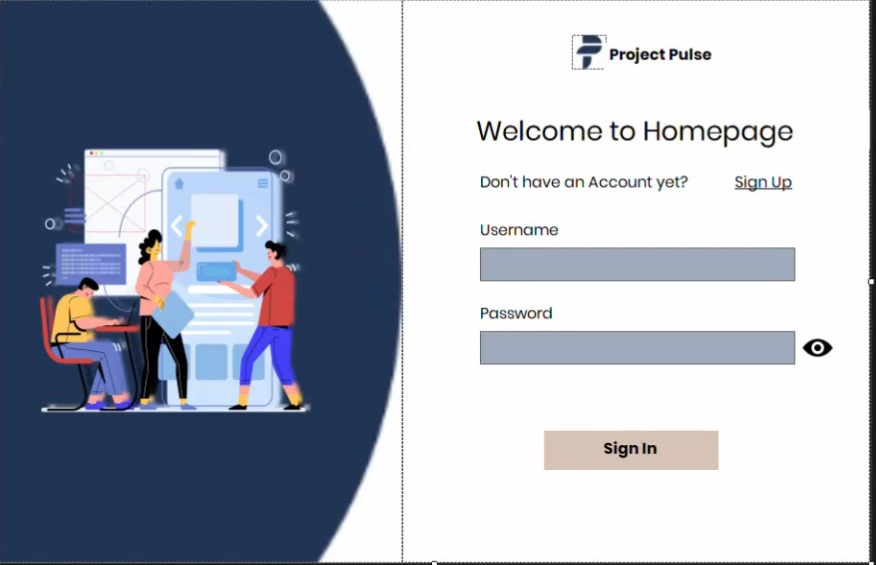 Project Pulse
Welcome to Homepage
Don't have an Account yet? Sign Up
Username
Password
Sign In